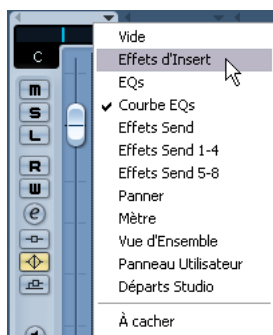 Vide
C
Effets d'Insert
EQs
m
S
Courbe EQs
L
Effets Send
Effets Send 1-4
R
Effets Send 5-8
W
Panner
e
Mètre
Vue d'Ensemble
Panneau Utilisateur
Départs Studio
À cacher